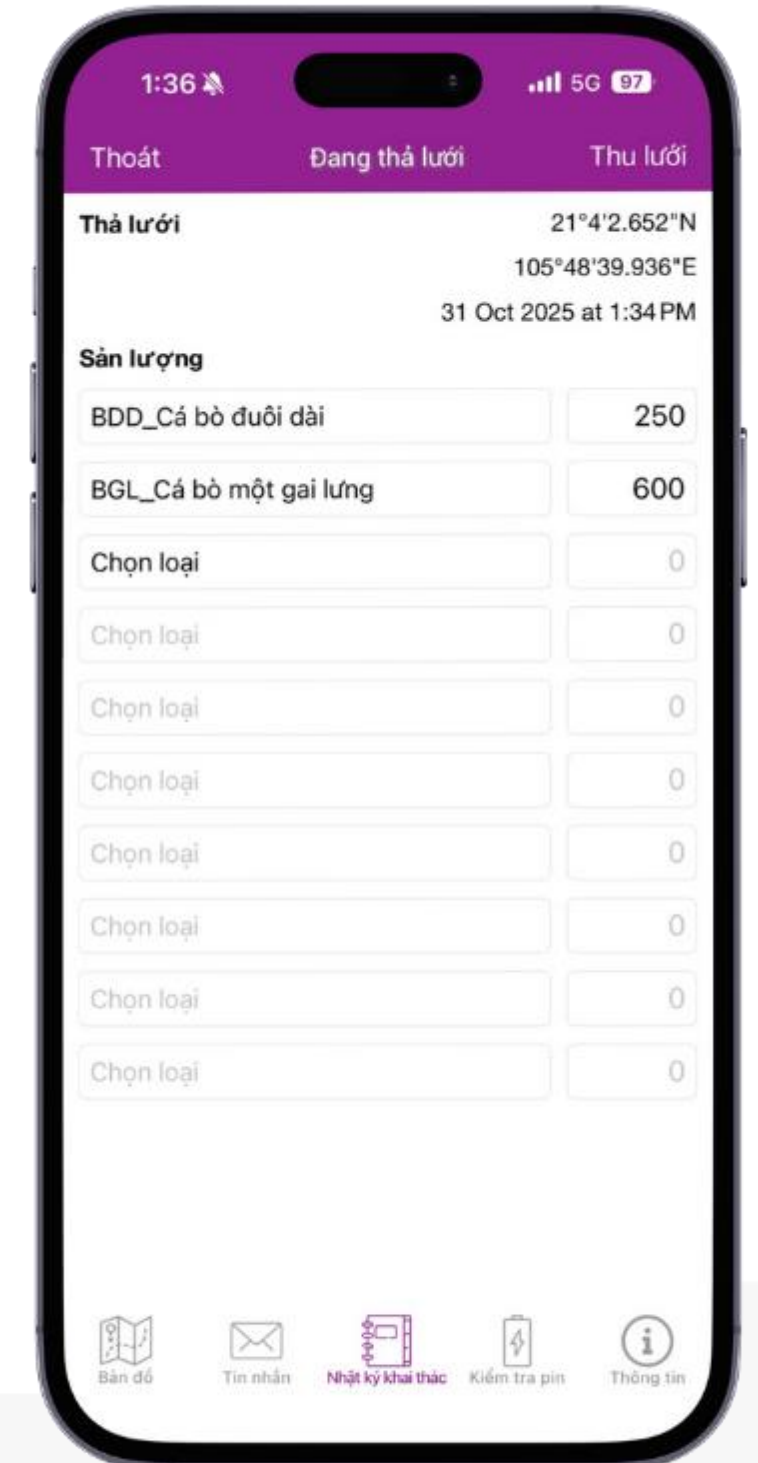 1:36 5G 97
Thoát Đang thả lưới Thu lưới
Thả lưới 21°4'2.652"N
105°48'39.936"E
31 Oct 2025 at 1:34 PM
Sản lượng
BDD_Cá bò đuôi dài 250
BGL_Cá bò một gai lưng 600
Chọn loại 0
Chọn loại 0
Chọn loại 0
Chọn loại 0
Chọn loại 0
Chọn loại 0
Chọn loại 0
Chọn loại 0
Bản đồ Tin nhắn Nhật ký khai thác Kiểm tra pin Thông tin